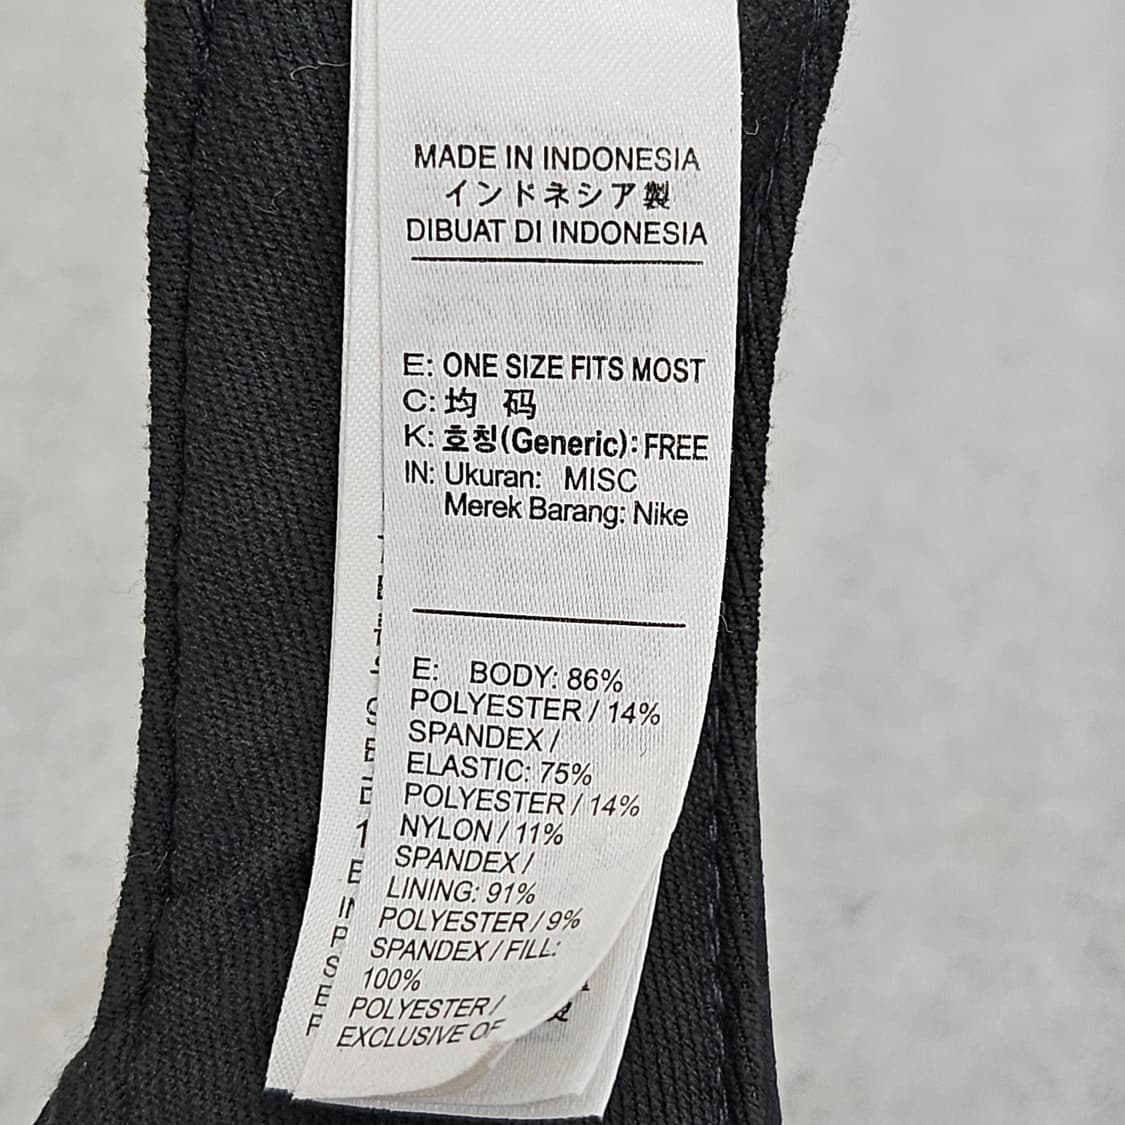 MADE IN INDONESIA
インドネシア製
DIBUAT DI INDONESIA
E: ONE SIZE FITS MOST
C: 均 码
K: 호칭(Generic): FREE
IN: Ukuran: MISC
Merek Barang: Nike
E: BODY: 86%
POLYESTER / 14%
SPANDEX /
ELASTIC: 75%
POLYESTER / 14%
NYLON / 11%
SPANDEX /
LINING: 91%
POLYESTER / 9%
SPANDEX / FILL:
100%
POLYESTER /
EXCLUSIVE OF